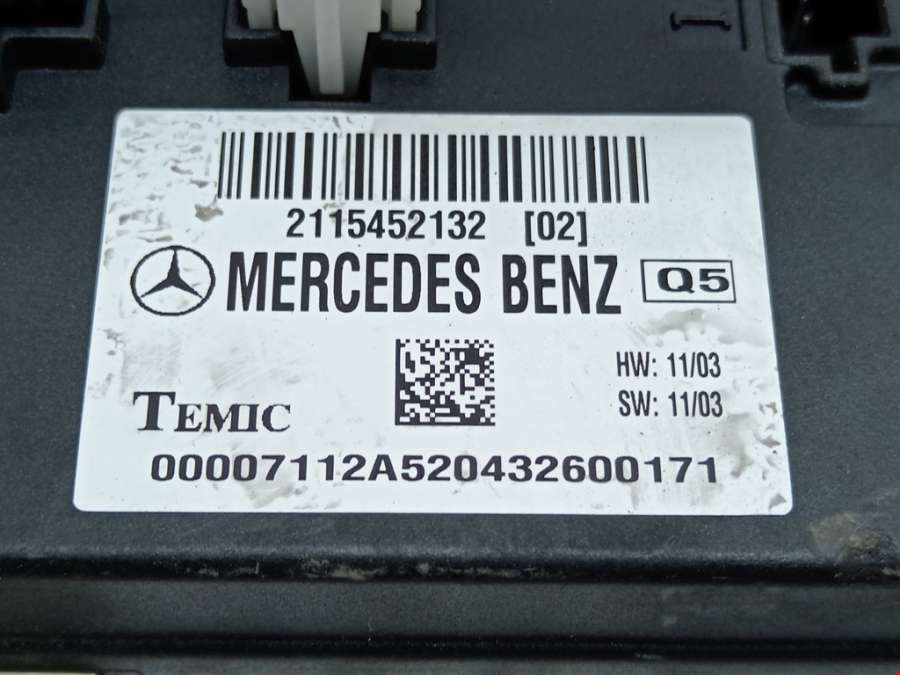 2115452132 [02]
MERCEDES BENZ Q5
HW: 11/03
SW: 11/03
TEMIC
00007112A520432600171